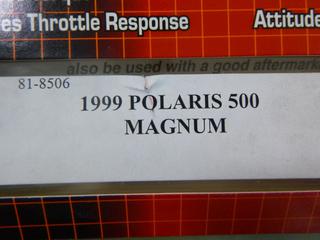 es Throttle Response Attitude
also be used with a good aftermark
81-8506
1999 POLARIS 500
MAGNUM